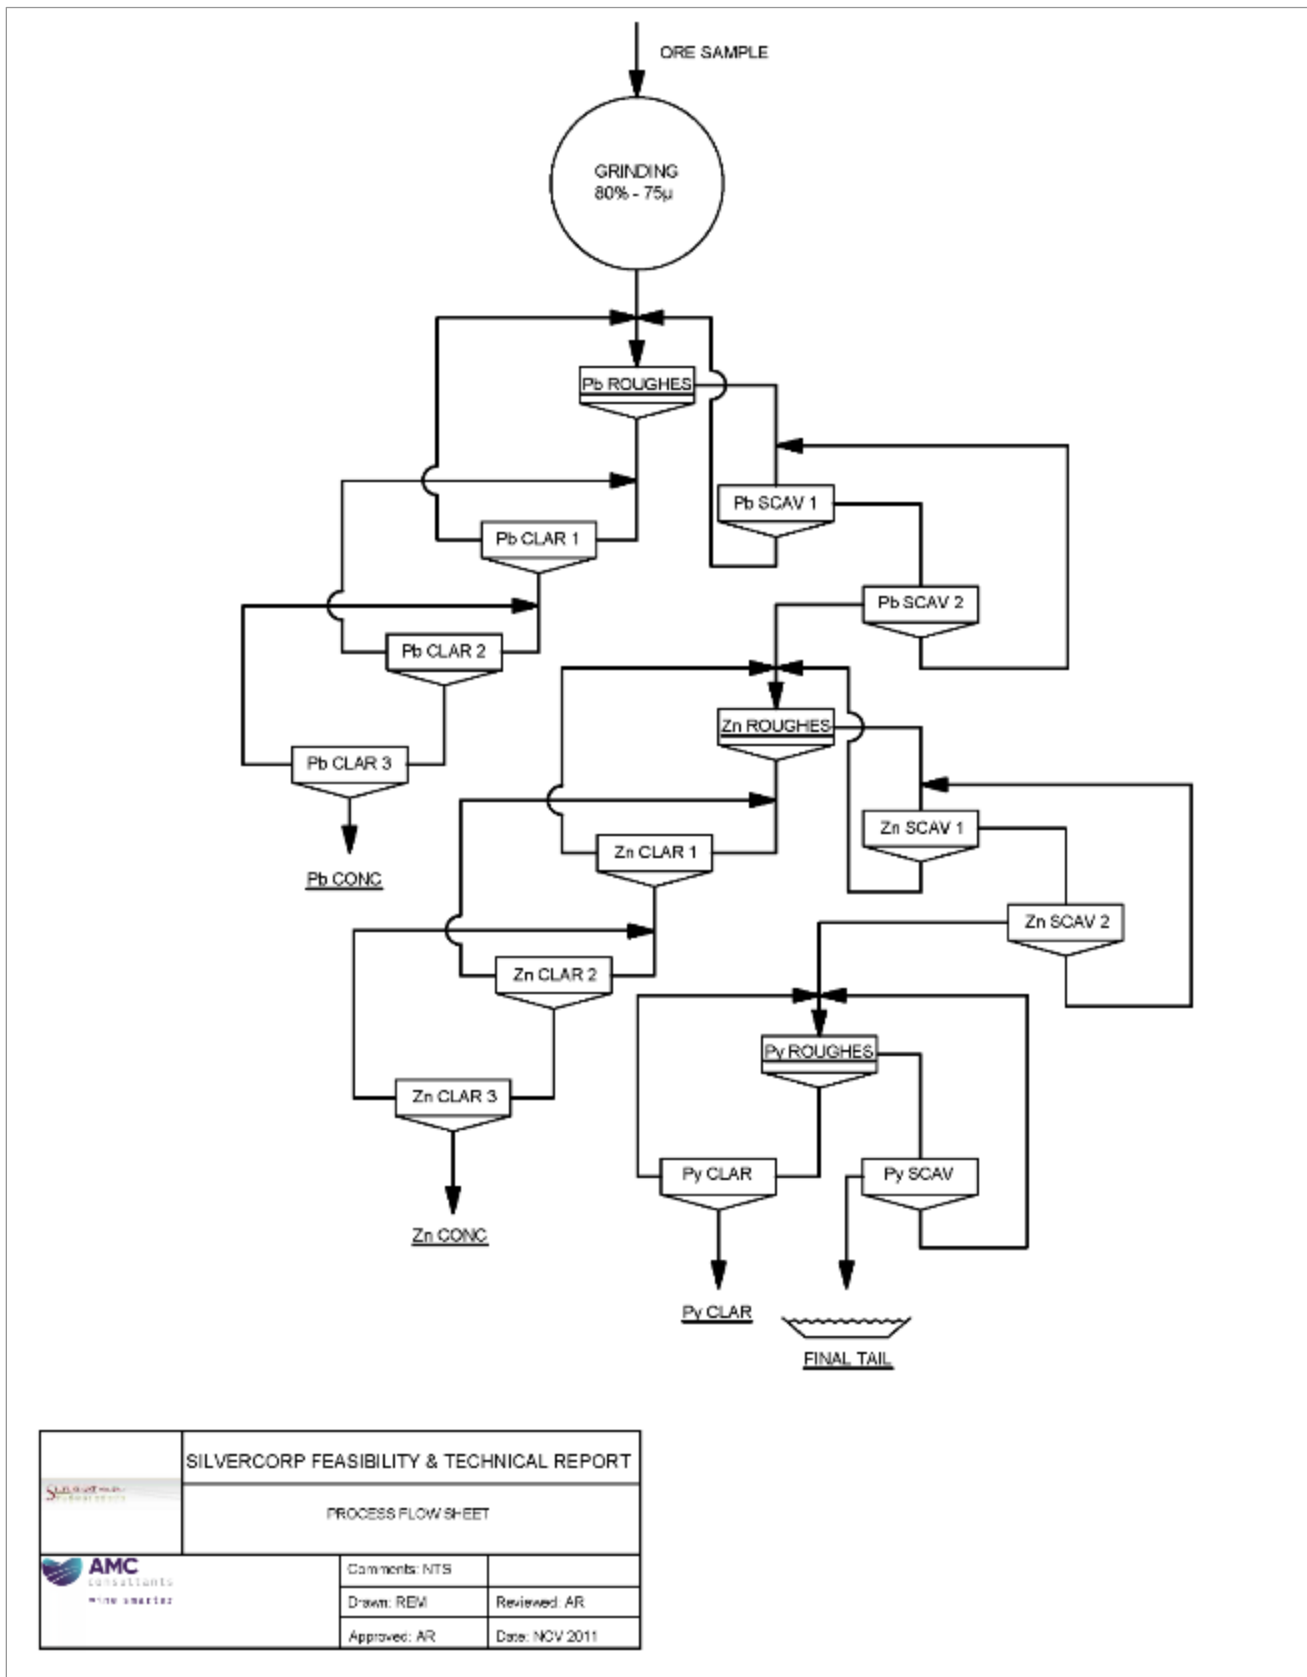 ORE SAMPLE
GRINDING
80% - 75µ
Pb ROUGHES
Pb SCAV 1
Pb CLAR 1
Pb SCAV 2
Pb CLAR 2
Zn ROUGHES
Pb CLAR 3
Zn SCAV 1
Zn CLAR 1
Pb CONC
Zn SCAV 2
Zn CLAR 2
Py ROUGHES
Zn CLAR 3
Py CLAR
Py SCAV
Zn CONC
Py CLAR
FINAL TAIL
SILVERCORP FEASIBILITY & TECHNICAL REPORT
PROCESS FLOW SHEET
AMC
consultants
mine smarter
Comments: NTS
Drawn: REM
Reviewed: AR
Approved: AR
Date: NOV 2011